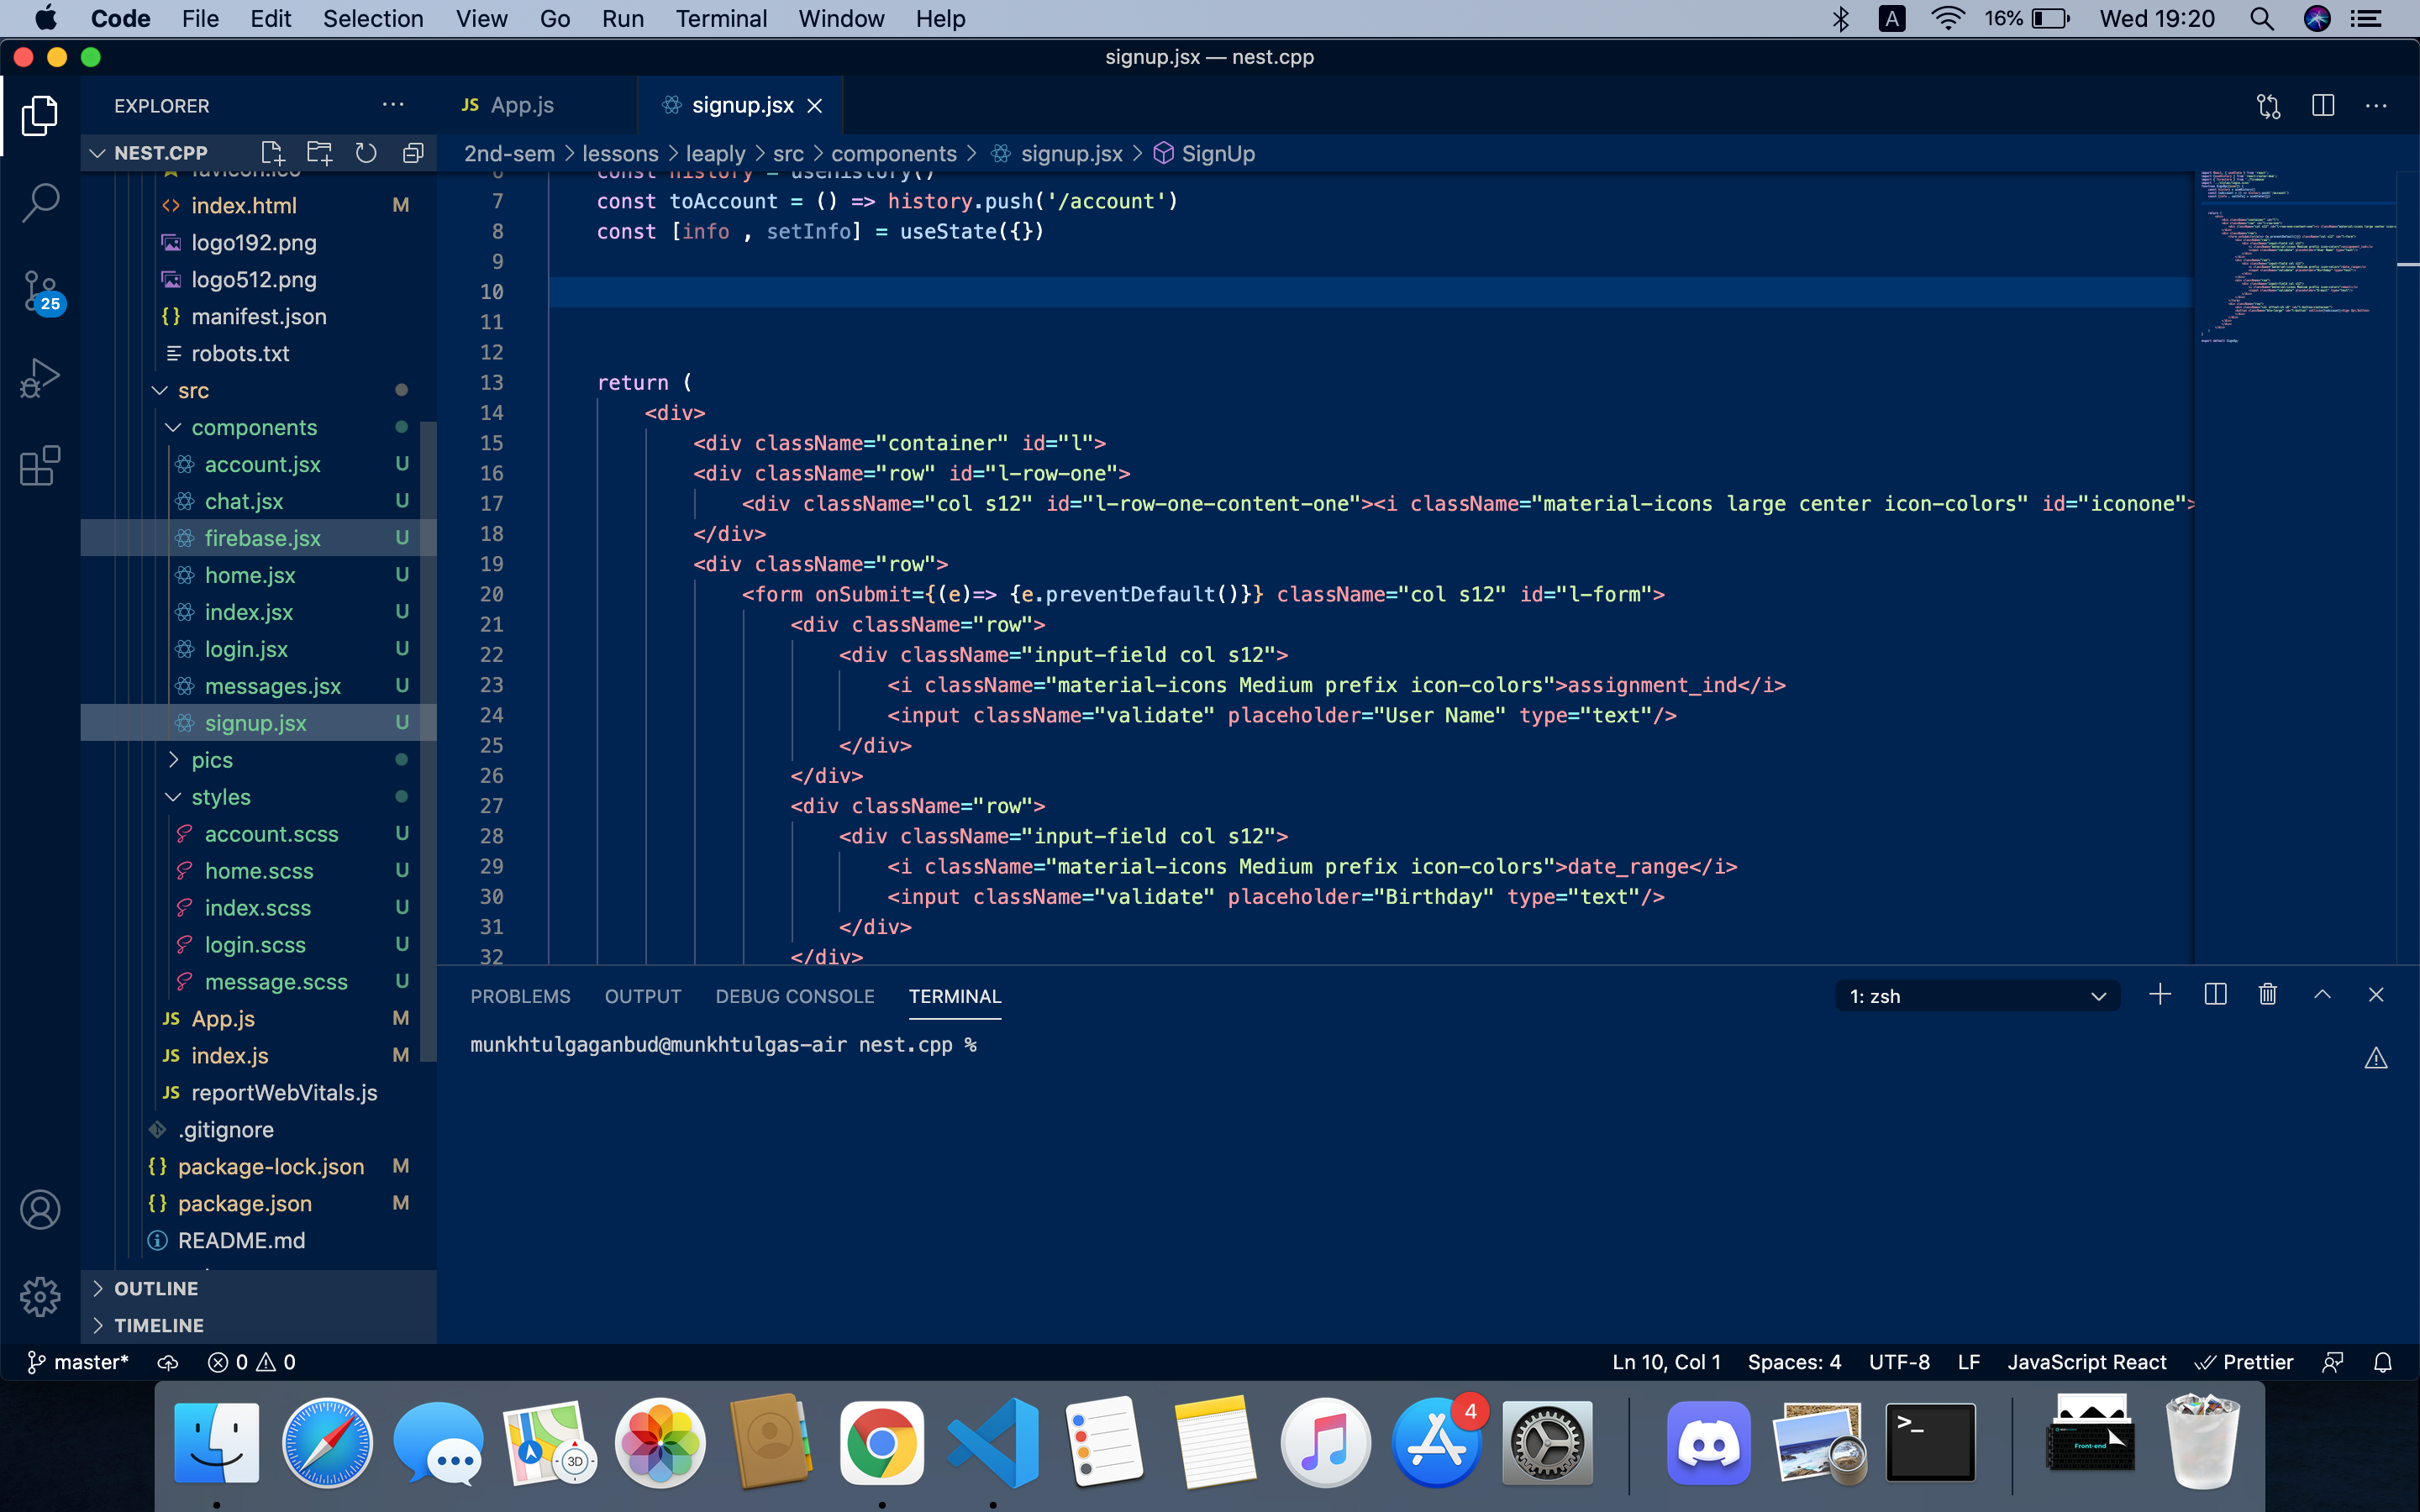 Code File Edit Selection View Go Run Terminal Window Help A 16% Wed 19:20
signup.jsx — nest.cpp
EXPLORER
JS App.js
signup.jsx
NEST.CPP
2nd-sem > lessons > leaply > src > components > signup.jsx > SignUp
favicon.ico
index.html M
logo192.png
logo512.png
manifest.json
robots.txt
src
components
account.jsx U
chat.jsx U
firebase.jsx U
home.jsx U
index.jsx U
login.jsx U
messages.jsx U
signup.jsx U
pics
styles
account.scss U
home.scss U
index.scss U
login.scss U
message.scss U
JS App.js M
JS index.js M
JS reportWebVitals.js
.gitignore
package-lock.json M
package.json M
README.md
OUTLINE
TIMELINE
25
6 const history = useHistory()
7 const toAccount = () => history.push('/account')
8 const [info , setInfo] = useState({})
9
10
11
12
13 return (
14 <div>
15 <div className="container" id="l">
16 <div className="row" id="l-row-one">
17 <div className="col s12" id="l-row-one-content-one"><i className="material-icons large center icon-colors" id="iconone">
18 </div>
19 <div className="row">
20 <form onSubmit={(e)=> {e.preventDefault()}} className="col s12" id="l-form">
21 <div className="row">
22 <div className="input-field col s12">
23 <i className="material-icons Medium prefix icon-colors">assignment_ind</i>
24 <input className="validate" placeholder="User Name" type="text"/>
25 </div>
26 </div>
27 <div className="row">
28 <div className="input-field col s12">
29 <i className="material-icons Medium prefix icon-colors">date_range</i>
30 <input className="validate" placeholder="Birthday" type="text"/>
31 </div>
32 </div>
PROBLEMS OUTPUT DEBUG CONSOLE TERMINAL 1: zsh
munkhtulgaganbud@munkhtulgas-air nest.cpp %
master* 0 0 Ln 10, Col 1 Spaces: 4 UTF-8 LF JavaScript React Prettier
3D
4
>_
Front-end